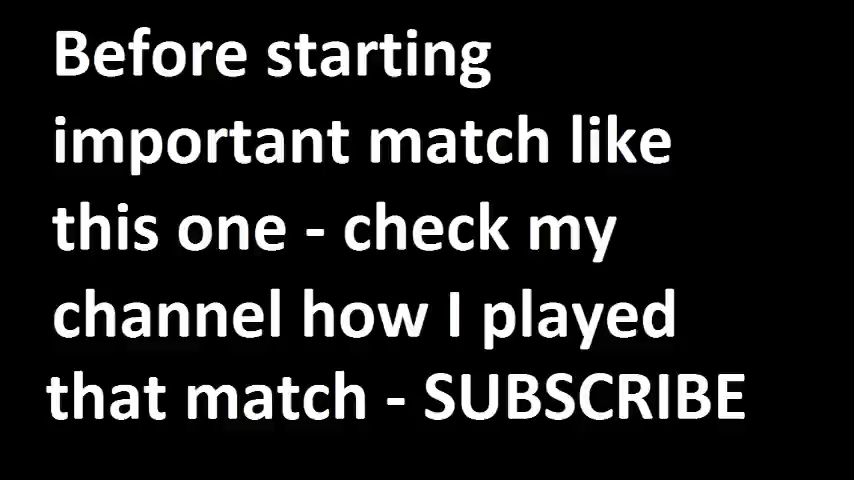 Before starting
important match like
this one - check my
channel how I played
that match - SUBSCRIBE